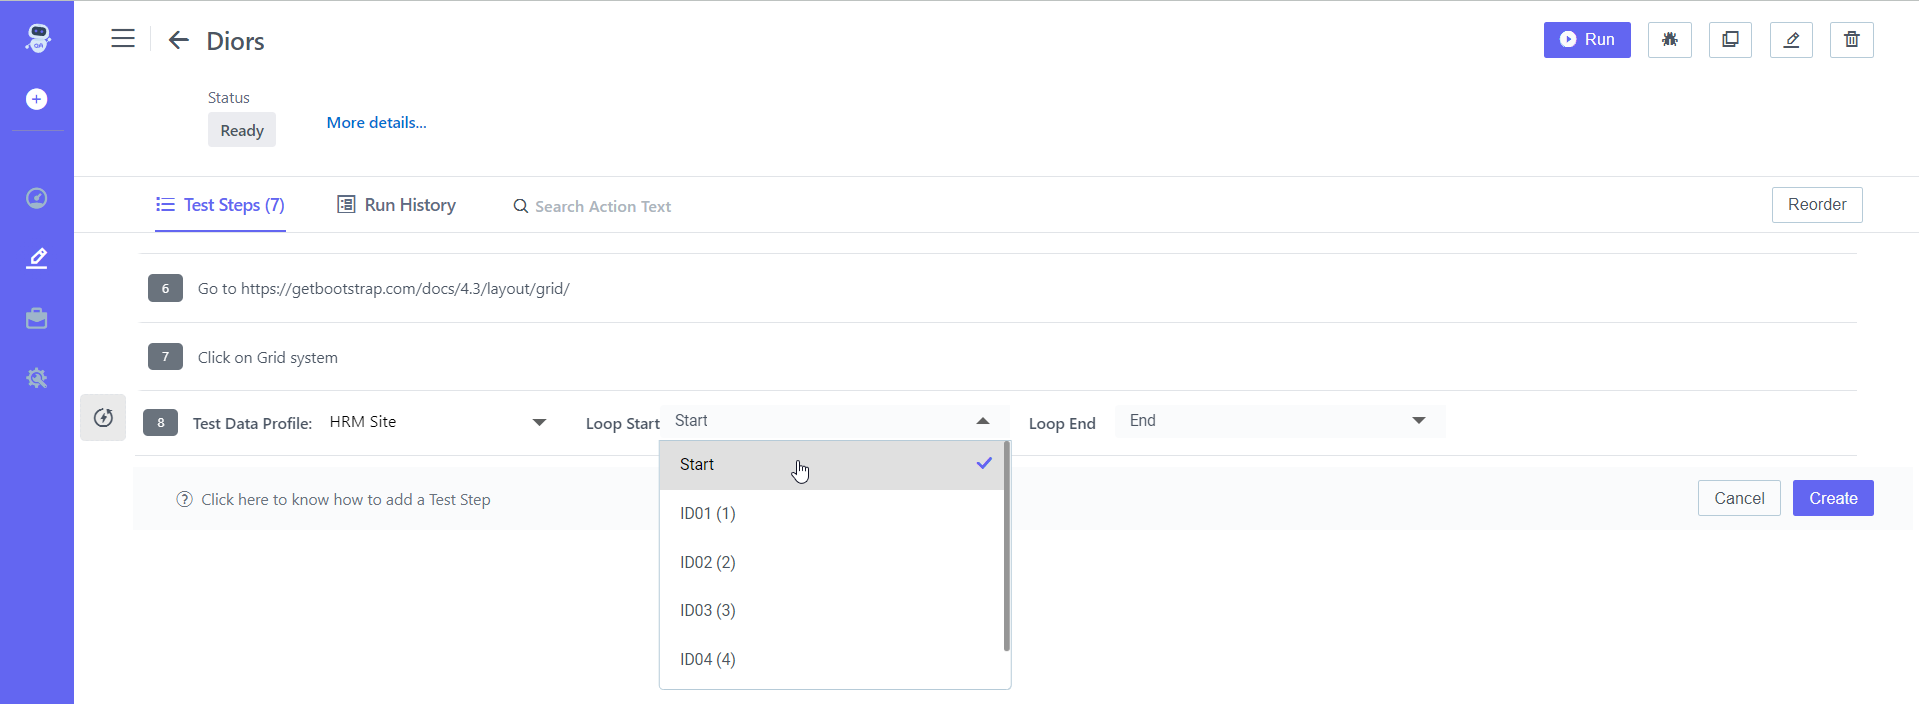 Diors
Run
Status
Ready
More details...
Test Steps (7)
Run History
Search Action Text
Reorder
6
Go to https://getbootstrap.com/docs/4.3/layout/grid/
7
Click on Grid system
8
Test Data Profile:
HRM Site
Loop Start
Start
Loop End
End
Start
ID01 (1)
ID02 (2)
ID03 (3)
ID04 (4)
? Click here to know how to add a Test Step
Cancel
Create